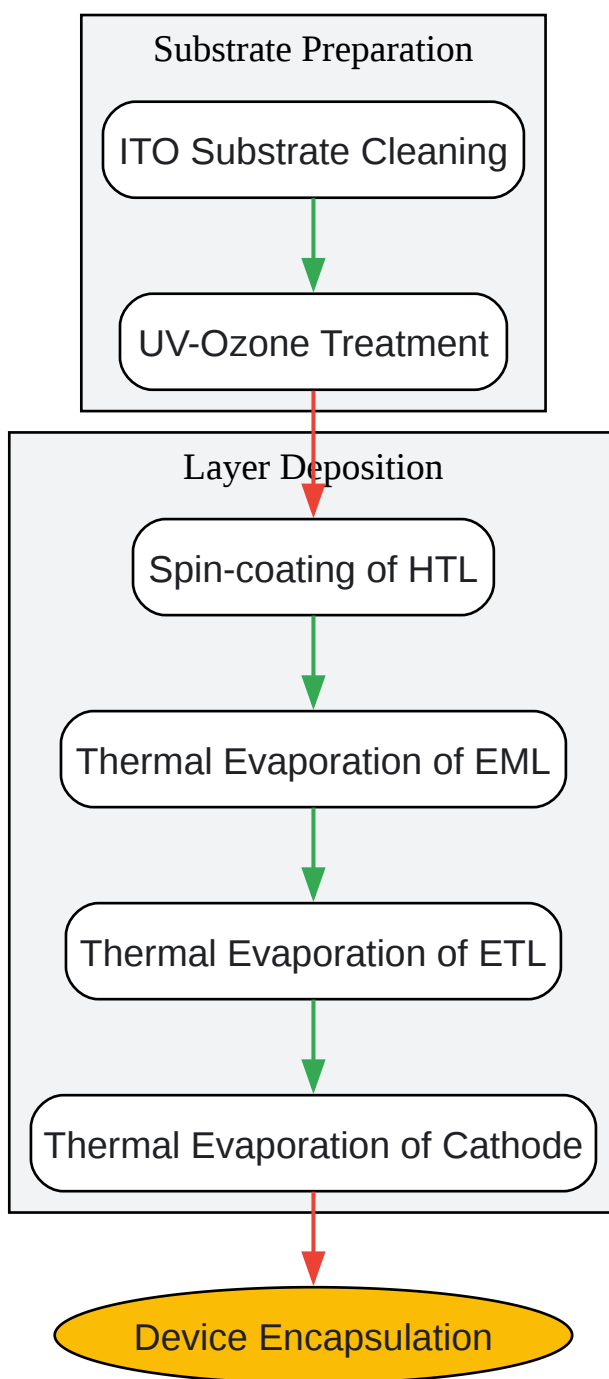 Substrate Preparation
ITO Substrate Cleaning
UV-Ozone Treatment
Layer Deposition
Spin-coating of HTL
Thermal Evaporation of EML
Thermal Evaporation of ETL
Thermal Evaporation of Cathode
Device Encapsulation